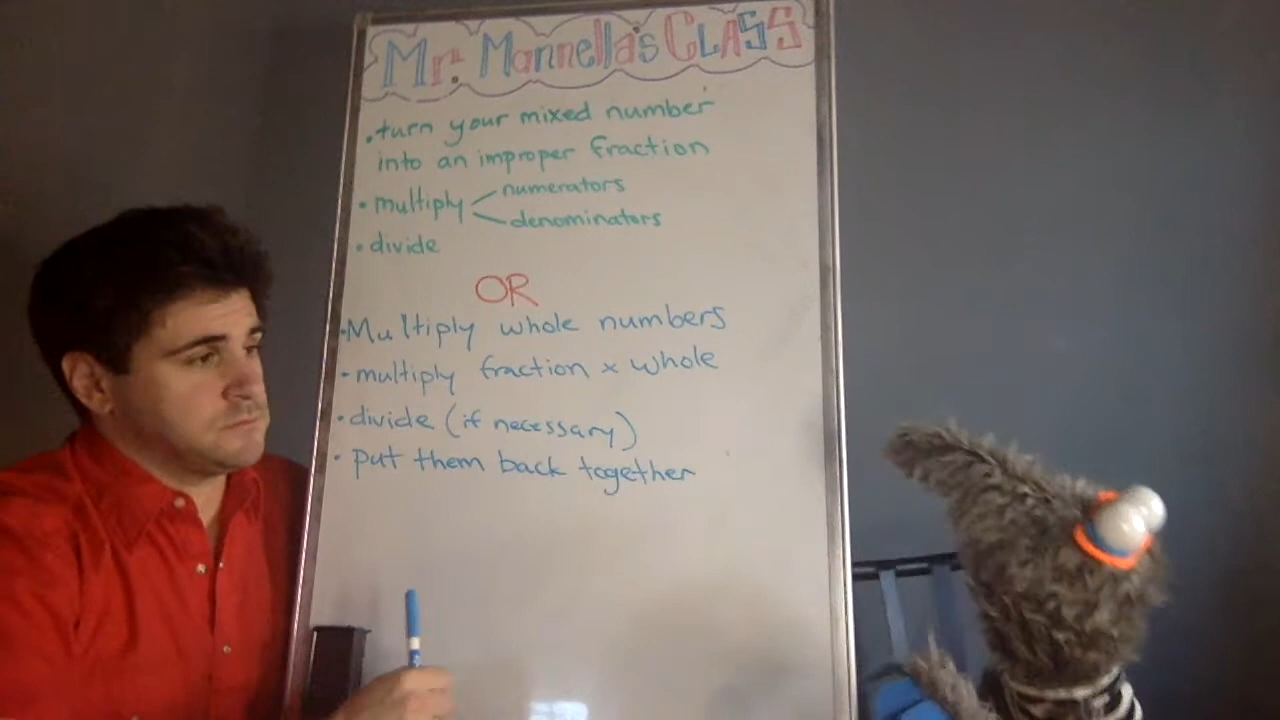 Mr. Mannella's CLASS
• turn your mixed number
into an improper fraction
• multiply < numerators
denominators
• divide
OR
• Multiply whole numbers
• multiply fraction x whole
• divide (if necessary)
• put them back together